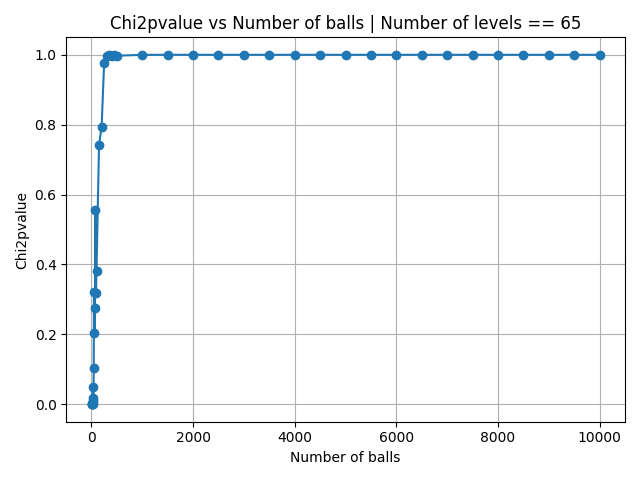 Chi2pvalue vs Number of balls | Number of levels == 65
1.0
0.8
0.6
0.4
0.2
0.0
Chi2pvalue
0 2000 4000 6000 8000 10000
Number of balls